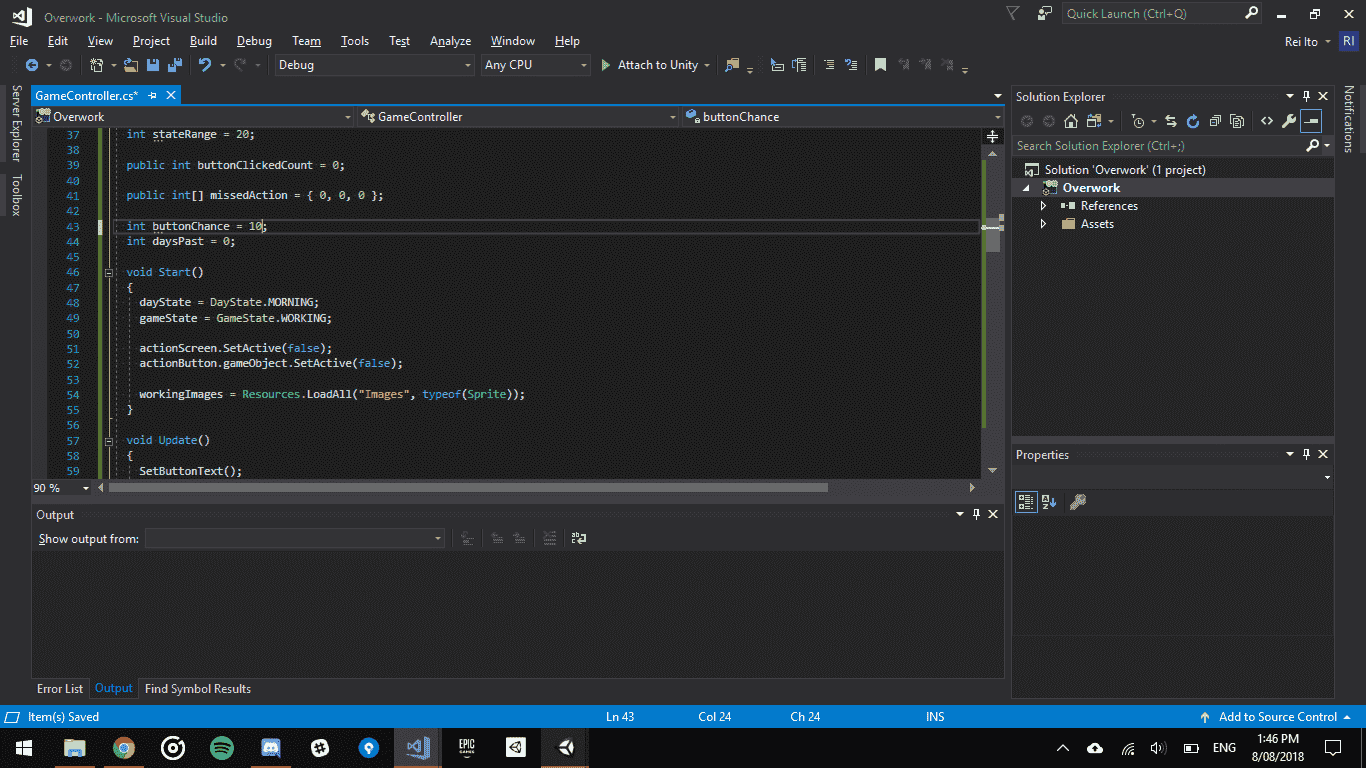 Overwork - Microsoft Visual Studio
Quick Launch (Ctrl+Q)
File Edit View Project Build Debug Team Tools Test Analyze Window Help
Rei Ito RI
Debug Any CPU Attach to Unity
Server Explorer
Toolbox
GameController.cs*
Overwork GameController buttonChance
37 int stateRange = 20;
38
39 public int buttonClickedCount = 0;
40
41 public int[] missedAction = { 0, 0, 0 };
42
43 int buttonChance = 10;
44 int daysPast = 0;
45
46 void Start()
47 {
48 dayState = DayState.MORNING;
49 gameState = GameState.WORKING;
50
51 actionScreen.SetActive(false);
52 actionButton.gameObject.SetActive(false);
53
54 workingImages = Resources.LoadAll("Images", typeof(Sprite));
55 }
56
57 void Update()
58 {
59 SetButtonText();
90 %
Output
Show output from:
Error List Output Find Symbol Results
Solution Explorer
Search Solution Explorer (Ctrl+;)
Solution 'Overwork' (1 project)
Overwork
References
Assets
Properties
Notifications
Item(s) Saved Ln 43 Col 24 Ch 24 INS Add to Source Control
EPIC GAMES
ENG
1:46 PM
8/08/2018